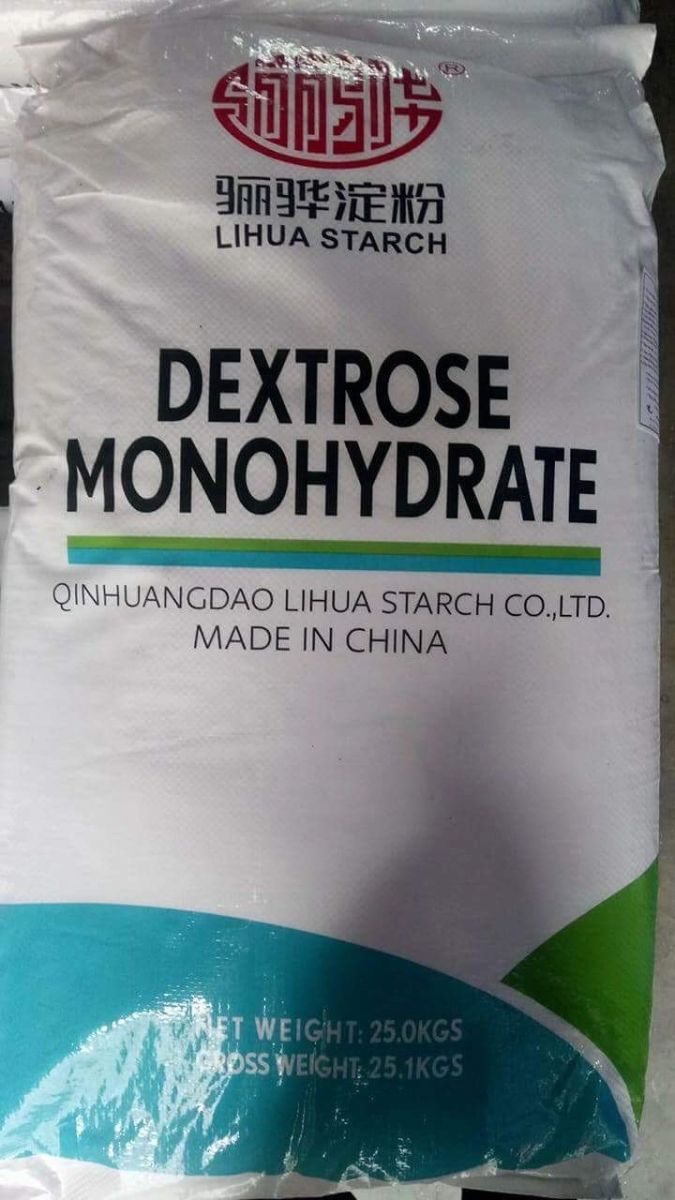 ®
骊骅淀粉
LIHUA STARCH
DEXTROSE
MONOHYDRATE
QINHUANGDAO LIHUA STARCH CO.,LTD.
MADE IN CHINA
NET WEIGHT: 25.0KGS
GROSS WEIGHT: 25.1KGS